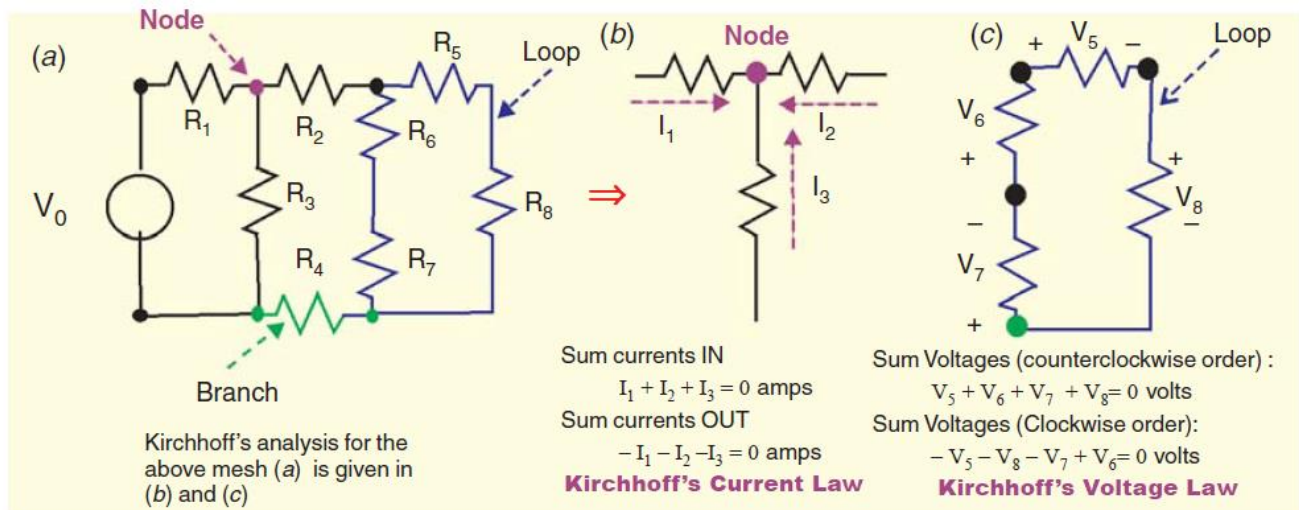 (a)
Node
R₁
R₂
R₃
R₄
R₅
R₆
R₇
R₈
V₀
Loop
Branch
Kirchhoff's analysis for the
above mesh (a) is given in
(b) and (c)
⇒
(b)
Node
I₁
I₂
I₃
Sum currents IN
I₁ + I₂ + I₃ = 0 amps
Sum currents OUT
– I₁ – I₂ –I₃ = 0 amps
Kirchhoff's Current Law
(c)
+ V₅ –
Loop
V₆
+
–
V₇
+
+
V₈
–
Sum Voltages (counterclockwise order) :
V₅ + V₆ + V₇ + V₈= 0 volts
Sum Voltages (Clockwise order):
– V₅ – V₈ – V₇ + V₆= 0 volts
Kirchhoff's Voltage Law